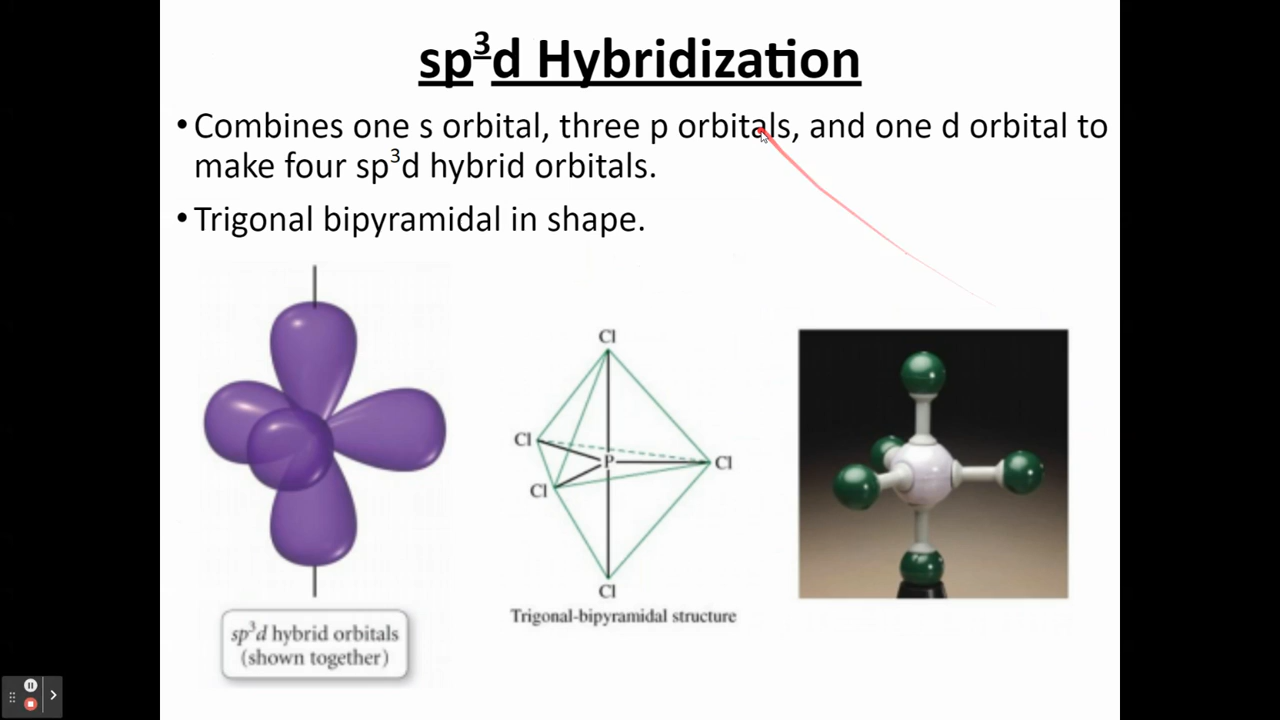 sp³d Hybridization
• Combines one s orbital, three p orbitals, and one d orbital to
make four sp³d hybrid orbitals.
• Trigonal bipyramidal in shape.
Cl
Cl
P
Cl
Cl
Cl
Trigonal-bipyramidal structure
sp³d hybrid orbitals
(shown together)